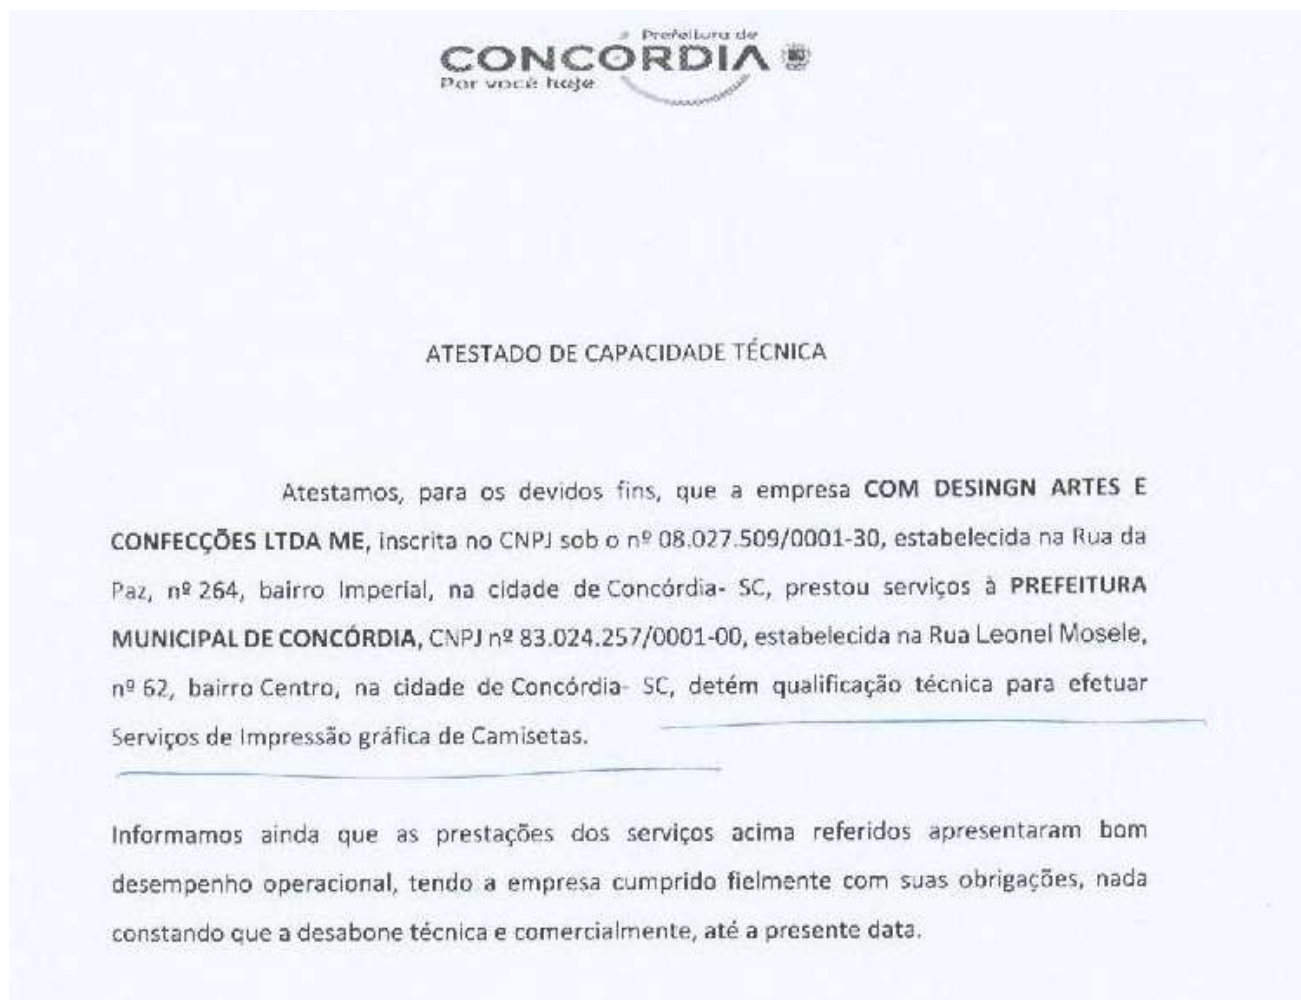 Prefeitura de
CONCÓRDIA
Por você hoje
ATESTADO DE CAPACIDADE TÉCNICA
Atestamos, para os devidos fins, que a empresa COM DESINGN ARTES E
CONFECÇÕES LTDA ME, inscrita no CNPJ sob o nº 08.027.509/0001-30, estabelecida na Rua da
Paz, nº 264, bairro Imperial, na cidade de Concórdia- SC, prestou serviços à PREFEITURA
MUNICIPAL DE CONCÓRDIA, CNPJ nº 83.024.257/0001-00, estabelecida na Rua Leonel Mosele,
nº 62, bairro Centro, na cidade de Concórdia- SC, detém qualificação técnica para efetuar
Serviços de Impressão gráfica de Camisetas.
Informamos ainda que as prestações dos serviços acima referidos apresentaram bom
desempenho operacional, tendo a empresa cumprido fielmente com suas obrigações, nada
constando que a desabone técnica e comercialmente, até a presente data.